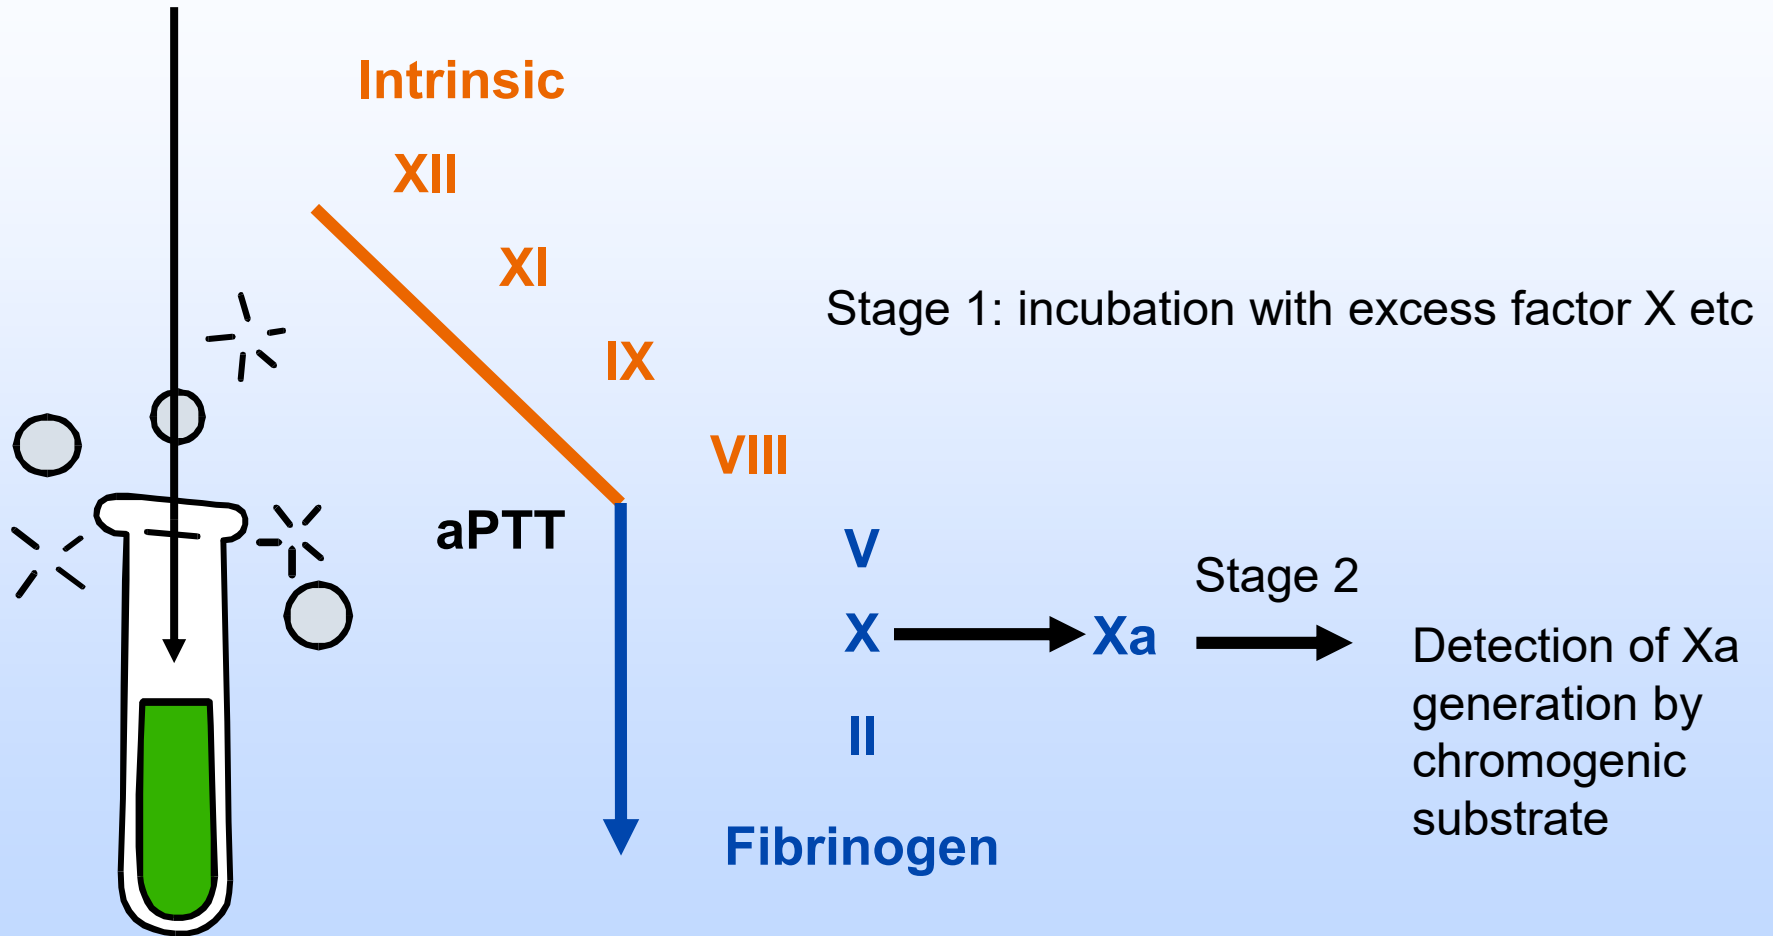 Intrinsic
XII
XI
Stage 1: incubation with excess factor X etc
IX
VIII
aPTT
V
Stage 2
X
Xa
Detection of Xa
generation by
chromogenic
substrate
II
Fibrinogen